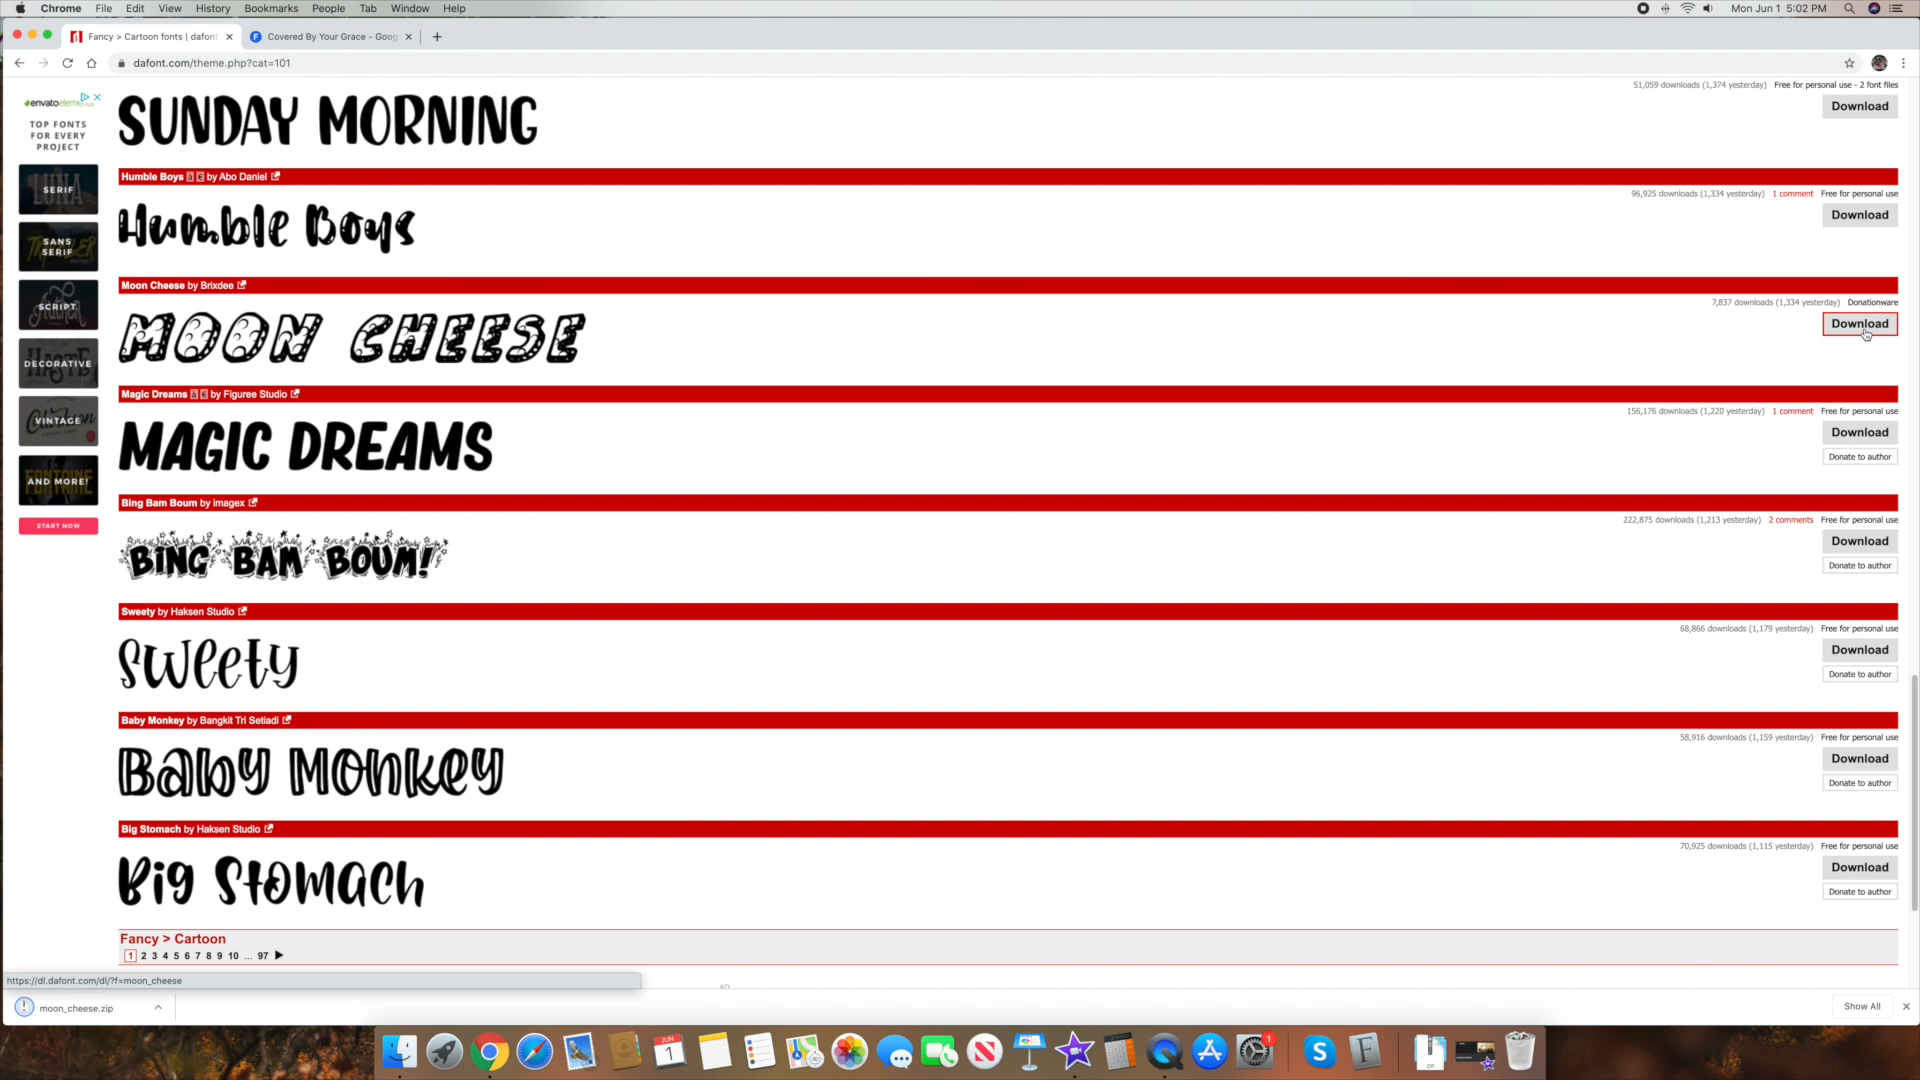 Chrome File Edit View History Bookmarks People Tab Window Help
Mon Jun 1 5:02 PM
Fancy > Cartoon fonts | dafont
Covered By Your Grace - Goog
dafont.com/theme.php?cat=101
envato elements
TOP FONTS
FOR EVERY
PROJECT
SERIF
SANS
SERIF
SCRIPT
DECORATIVE
VINTAGE
AND MORE!
START NOW
51,059 downloads (1,374 yesterday) Free for personal use - 2 font files
Download
SUNDAY MORNING
Humble Boys à € by Abo Daniel
96,925 downloads (1,334 yesterday) 1 comment Free for personal use
Download
Humble Boys
Moon Cheese by Brixdee
7,837 downloads (1,334 yesterday) Donationware
Download
MOON CHEESE
Magic Dreams à € by Figuree Studio
156,176 downloads (1,220 yesterday) 1 comment Free for personal use
Download
Donate to author
MAGIC DREAMS
Bing Bam Boum by imagex
222,875 downloads (1,213 yesterday) 2 comments Free for personal use
Download
Donate to author
BiNG BAM BOUM!
Sweety by Haksen Studio
68,866 downloads (1,179 yesterday) Free for personal use
Download
Donate to author
Sweety
Baby Monkey by Bangkit Tri Setiadi
58,916 downloads (1,159 yesterday) Free for personal use
Download
Donate to author
Baby Monkey
Big Stomach by Haksen Studio
70,925 downloads (1,115 yesterday) Free for personal use
Download
Donate to author
Big Stomach
Fancy > Cartoon
1 2 3 4 5 6 7 8 9 10 ... 97
https://dl.dafont.com/dl/?f=moon_cheese
AD
moon_cheese.zip
Show All
JUN
1
1
ZIP